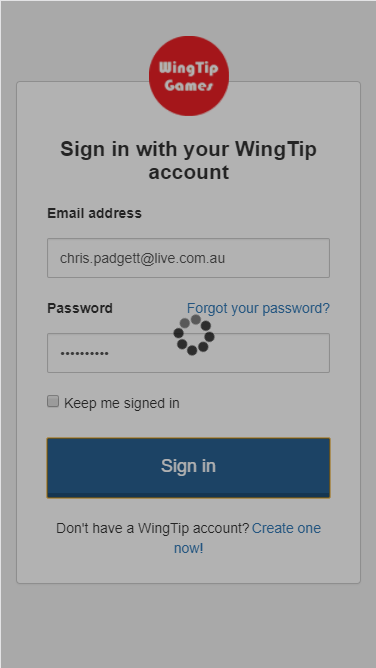 WingTip
Games
Sign in with your WingTip
account
Email address
chris.padgett@live.com.au
Password Forgot your password?
••••••••••
Keep me signed in
Sign in
Don't have a WingTip account? Create one
now!